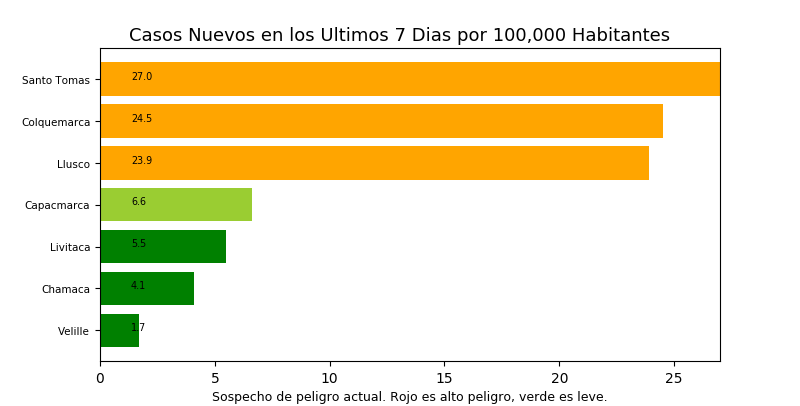 Casos Nuevos en los Ultimos 7 Dias por 100,000 Habitantes
Santo Tomas 27.0
Colquemarca 24.5
Llusco 23.9
Capacmarca 6.6
Livitaca 5.5
Chamaca 4.1
Velille 1.7
0 5 10 15 20 25
Sospecho de peligro actual. Rojo es alto peligro, verde es leve.